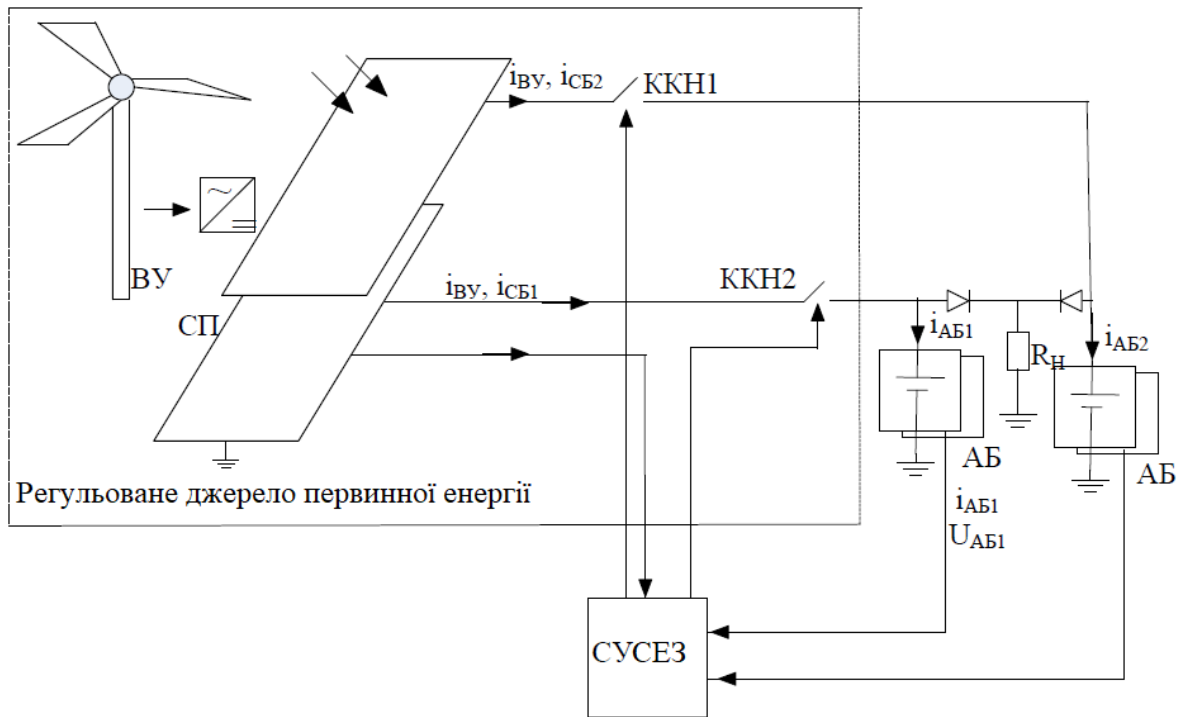 iВУ, iСБ2
ККН1
ВУ
СП
iВУ, iСБ1
ККН2
iАБ1
RН
iАБ2
АБ
АБ
Регульоване джерело первинної енергії
iАБ1
UАБ1
СУСЕЗ